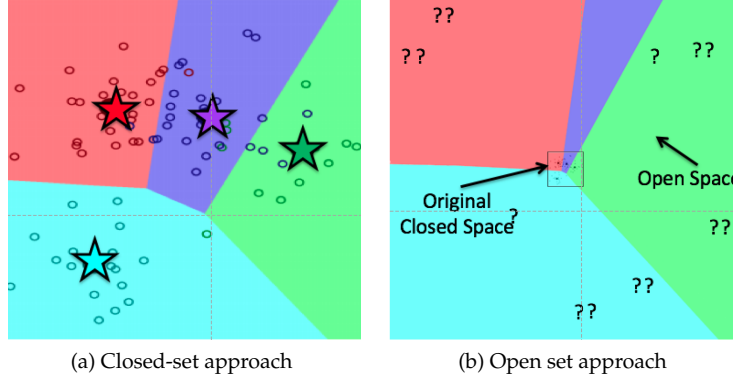 ??
?
??
??
Original
Closed Space
?
Open Space
??
??
??
(a) Closed-set approach
(b) Open set approach